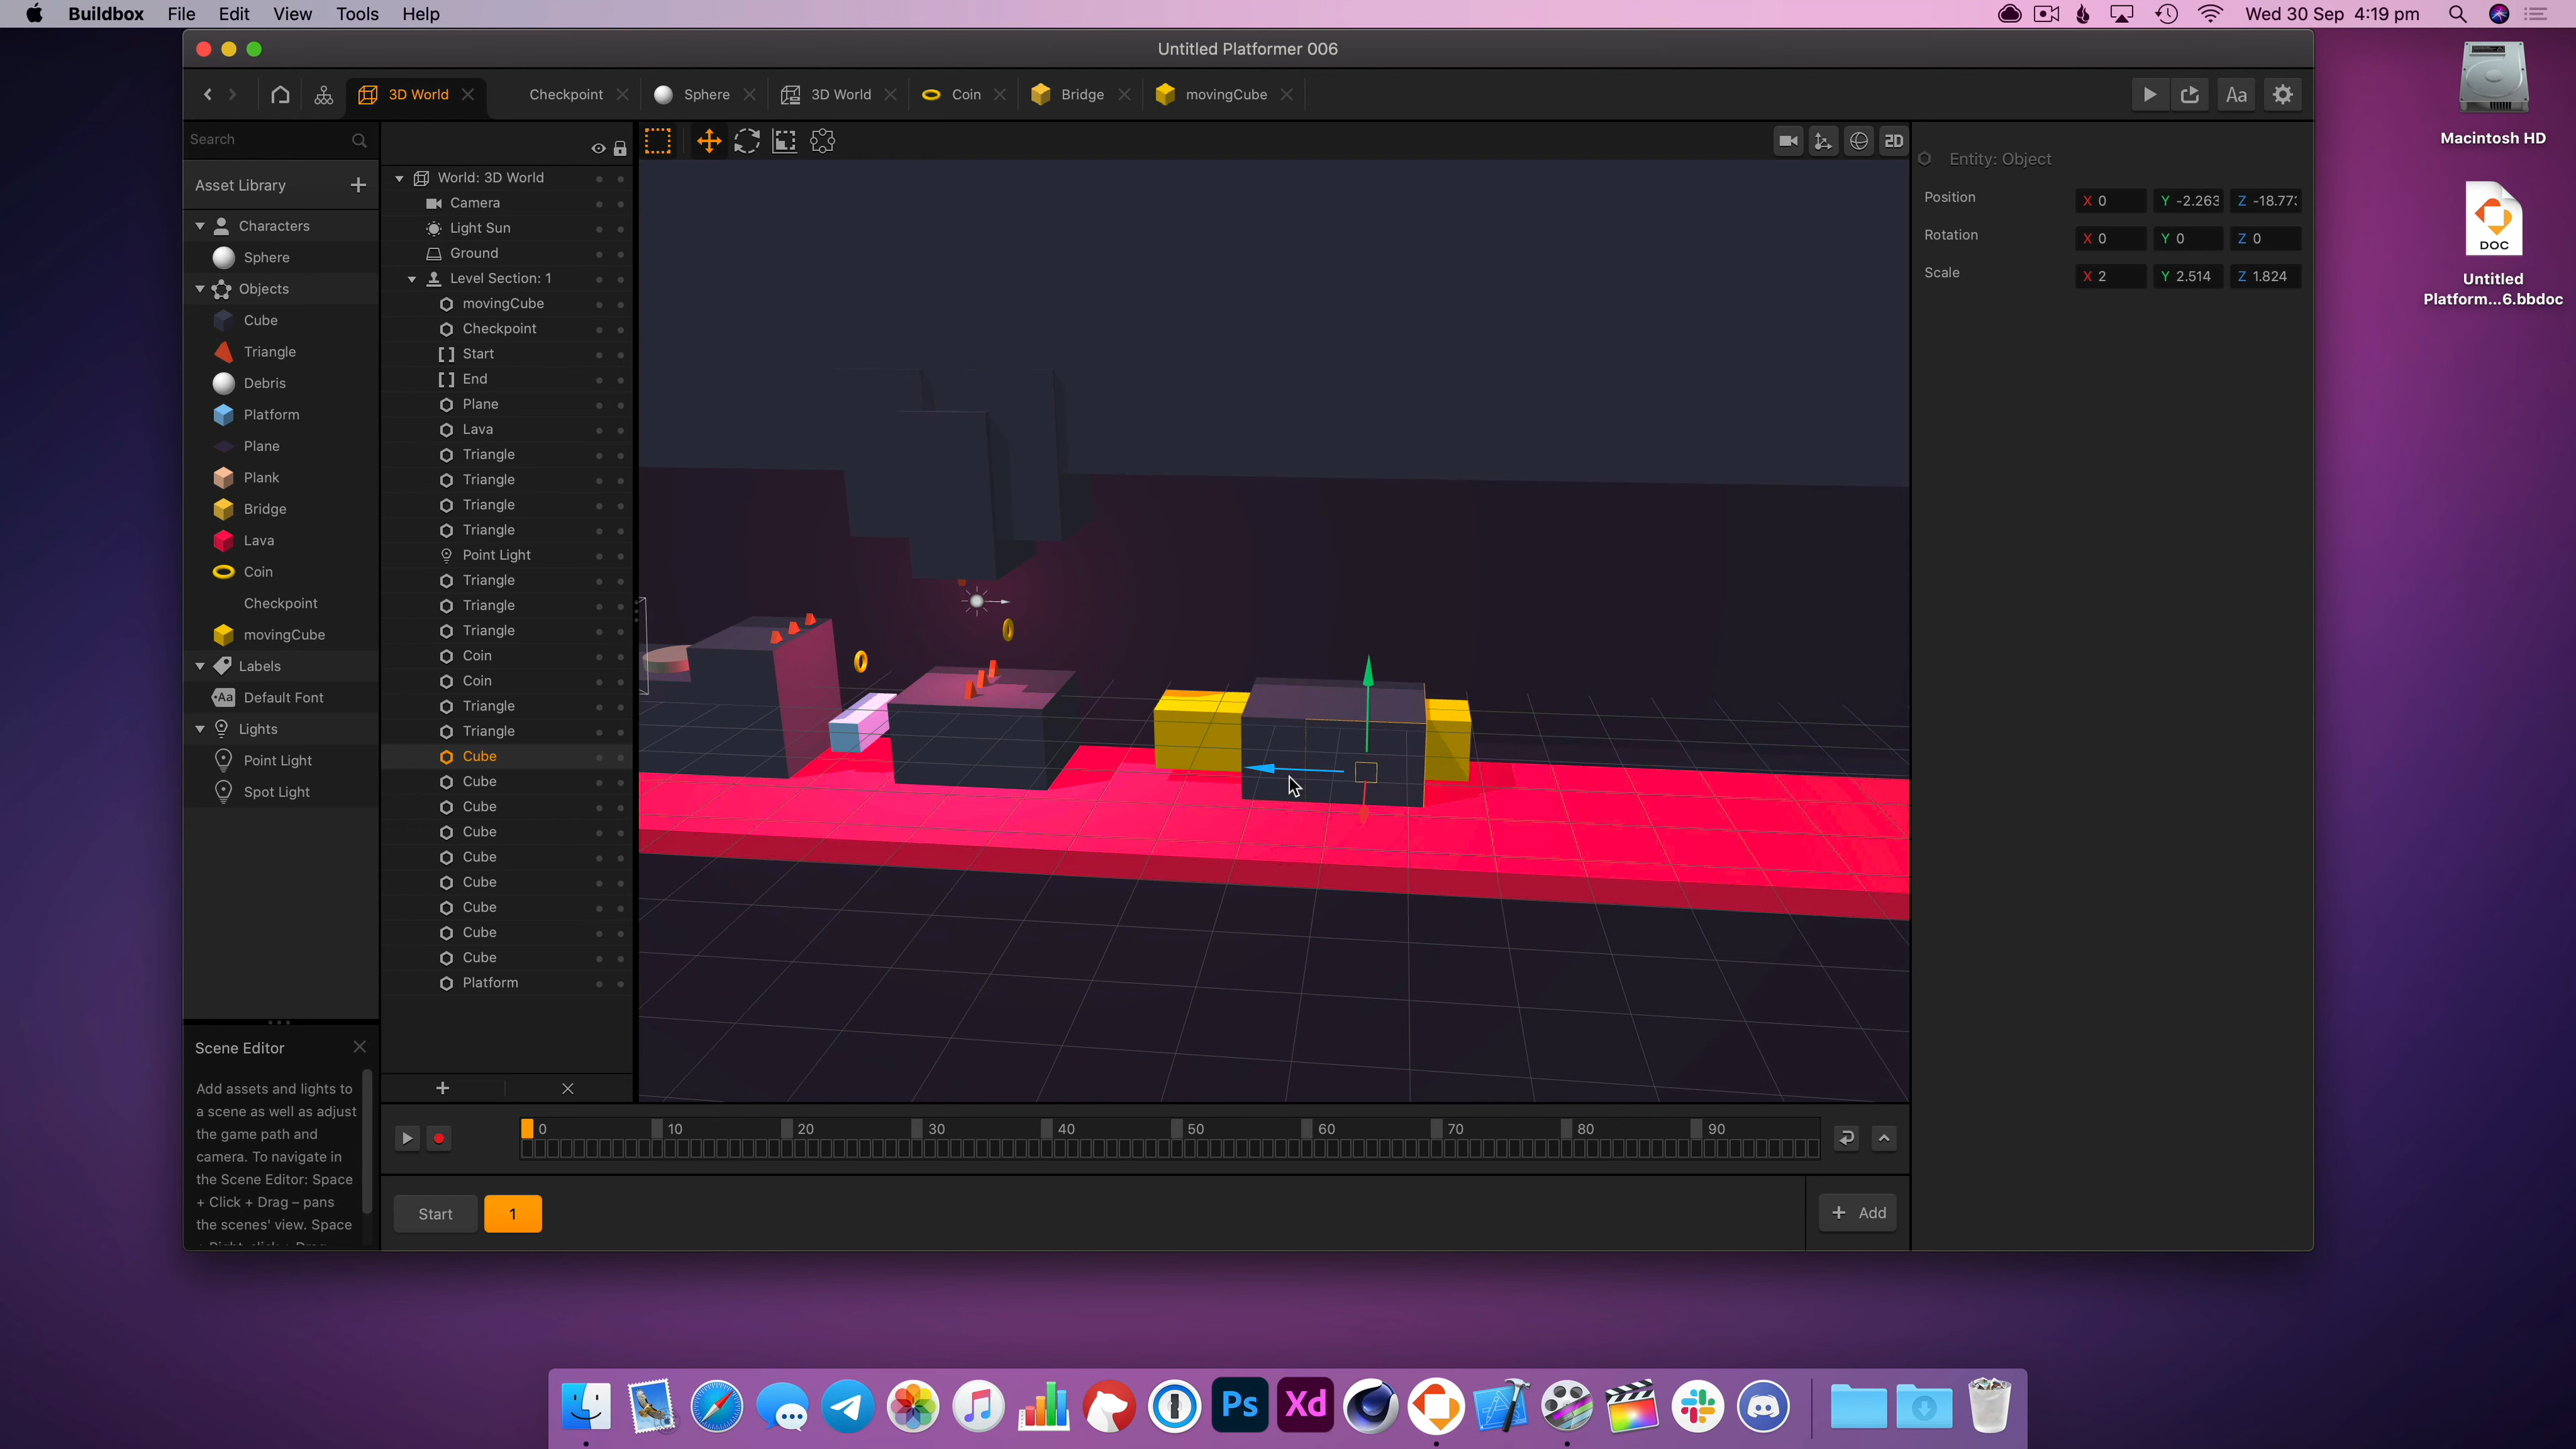 Buildbox File Edit View Tools Help
Wed 30 Sep 4:19 pm
Untitled Platformer 006
3D World
Checkpoint
Sphere
3D World
Coin
Bridge
movingCube
Aa
Macintosh HD
DOC
Untitled
Platform...6.bbdoc
Search
Asset Library
Characters
Sphere
Objects
Cube
Triangle
Debris
Platform
Plane
Plank
Bridge
Lava
Coin
Checkpoint
movingCube
Labels
Aa Default Font
Lights
Point Light
Spot Light
Scene Editor
Add assets and lights to
a scene as well as adjust
the game path and
camera. To navigate in
the Scene Editor: Space
+ Click + Drag – pans
the scenes' view. Space
+ Right-click + Drag
World: 3D World
Camera
Light Sun
Ground
Level Section: 1
movingCube
Checkpoint
Start
End
Plane
Lava
Triangle
Triangle
Triangle
Triangle
Point Light
Triangle
Triangle
Triangle
Coin
Coin
Triangle
Triangle
Cube
Cube
Cube
Cube
Cube
Cube
Cube
Cube
Cube
Platform
2D
Entity: Object
Position X 0 Y -2.263 Z -18.77
Rotation X 0 Y 0 Z 0
Scale X 2 Y 2.514 Z 1.824
0 10 20 30 40 50 60 70 80 90
Start 1
+ Add
Ps
Xd